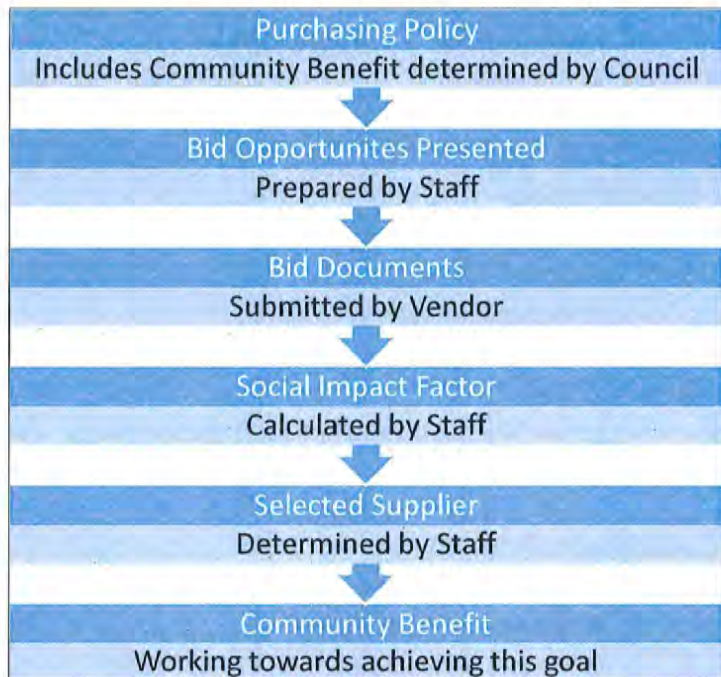 Purchasing Policy
Includes Community Benefit determined by Council
Bid Opportunites Presented
Prepared by Staff
Bid Documents
Submitted by Vendor
Social Impact Factor
Calculated by Staff
Selected Supplier
Determined by Staff
Community Benefit
Working towards achieving this goal